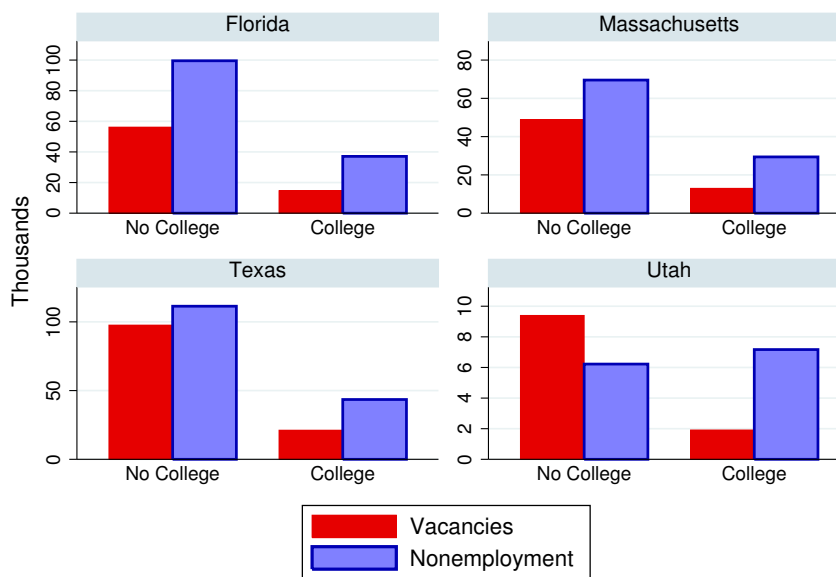 Florida
Massachusetts
100
80
60
40
20
0
No College
College
80
60
40
20
0
No College
College
Thousands
Texas
Utah
100
50
0
No College
College
10
8
6
4
2
0
No College
College
Vacancies
Nonemployment